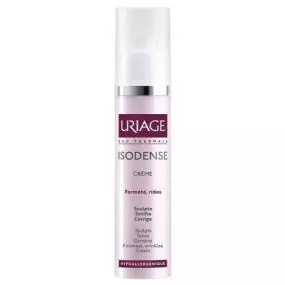 URIAGE
EAU THERMALE
ISODENSE
CRÈME
Fermeté, rides
Sculpte
Tonifie
Corrige
Sculpts
Tones
Corrects
Firmness, wrinkles
Cream
HYPOALLERGÉNIQUE